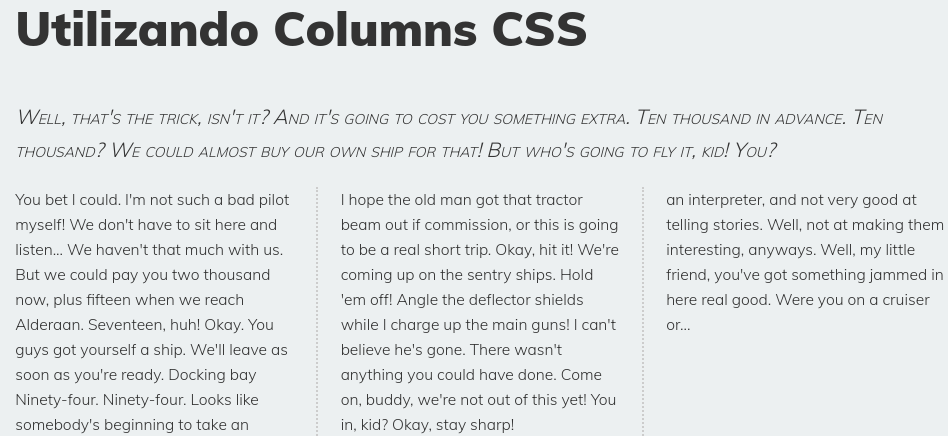 Utilizando Columns CSS
Well, that's the trick, isn't it? And it's going to cost you something extra. Ten thousand in advance. Ten
thousand? We could almost buy our own ship for that! But who's going to fly it, kid! You?
You bet I could. I'm not such a bad pilot
myself! We don't have to sit here and
listen... We haven't that much with us.
But we could pay you two thousand
now, plus fifteen when we reach
Alderaan. Seventeen, huh! Okay. You
guys got yourself a ship. We'll leave as
soon as you're ready. Docking bay
Ninety-four. Ninety-four. Looks like
somebody's beginning to take an
I hope the old man got that tractor
beam out if commission, or this is going
to be a real short trip. Okay, hit it! We're
coming up on the sentry ships. Hold
'em off! Angle the deflector shields
while I charge up the main guns! I can't
believe he's gone. There wasn't
anything you could have done. Come
on, buddy, we're not out of this yet! You
in, kid? Okay, stay sharp!
an interpreter, and not very good at
telling stories. Well, not at making them
interesting, anyways. Well, my little
friend, you've got something jammed in
here real good. Were you on a cruiser
or...